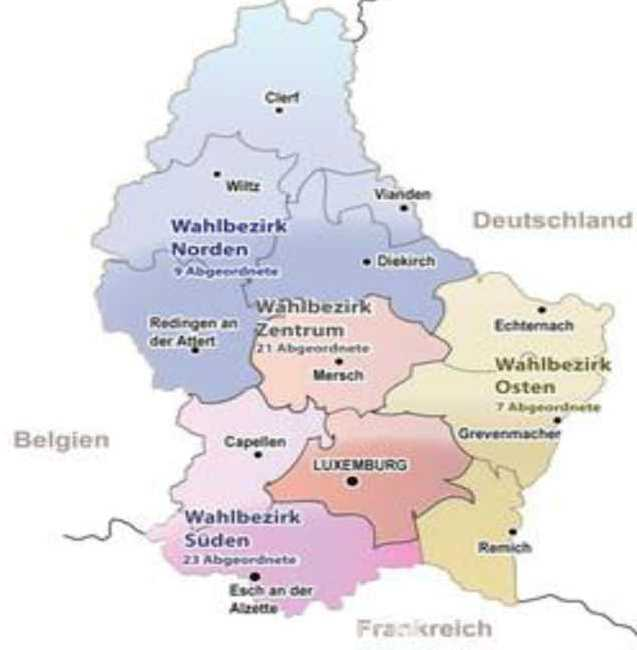 Clerf
Wiltz
Vianden
Deutschland
Wahlbezirk
Norden
9 Abgeordnete
Diekirch
Redingen an
der Attert
Wahlbezirk
Zentrum
21 Abgeordnete
Mersch
Echternach
Wahlbezirk
Osten
7 Abgeordnete
Grevenmacher
Belgien
Capellen
LUXEMBURG
Wahlbezirk
Süden
23 Abgeordnete
Remich
Esch an der
Alzette
Frankreich